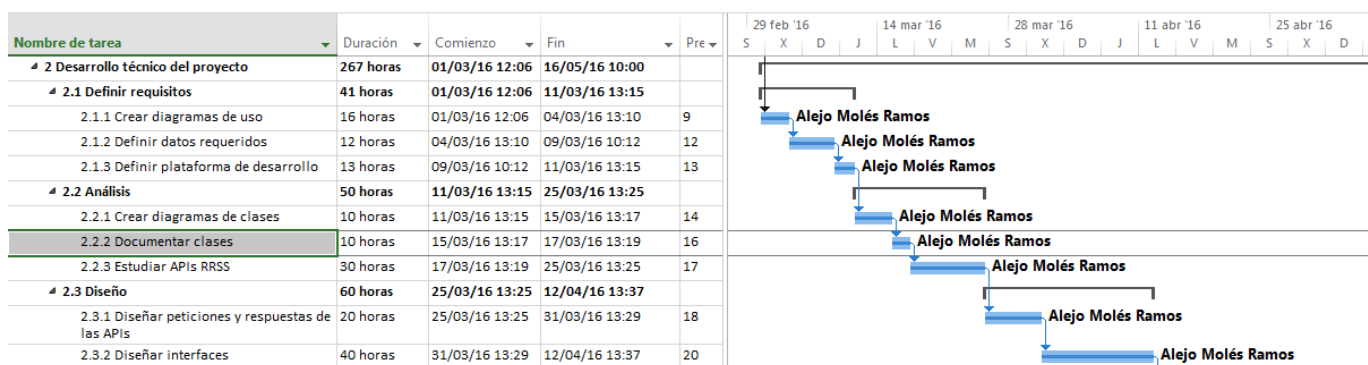 29 feb '16 14 mar '16 28 mar '16 11 abr '16 25 abr '16
Nombre de tarea Duración Comienzo Fin Pre S X D J L V M S X D J L V M S X D
2 Desarrollo técnico del proyecto 267 horas 01/03/16 12:06 16/05/16 10:00
2.1 Definir requisitos 41 horas 01/03/16 12:06 11/03/16 13:15
2.1.1 Crear diagramas de uso 16 horas 01/03/16 12:06 04/03/16 13:10 9 Alejo Molés Ramos
2.1.2 Definir datos requeridos 12 horas 04/03/16 13:10 09/03/16 10:12 12 Alejo Molés Ramos
2.1.3 Definir plataforma de desarrollo 13 horas 09/03/16 10:12 11/03/16 13:15 13 Alejo Molés Ramos
2.2 Análisis 50 horas 11/03/16 13:15 25/03/16 13:25
2.2.1 Crear diagramas de clases 10 horas 11/03/16 13:15 15/03/16 13:17 14 Alejo Molés Ramos
2.2.2 Documentar clases 10 horas 15/03/16 13:17 17/03/16 13:19 16 Alejo Molés Ramos
2.2.3 Estudiar APIs RRSS 30 horas 17/03/16 13:19 25/03/16 13:25 17 Alejo Molés Ramos
2.3 Diseño 60 horas 25/03/16 13:25 12/04/16 13:37
2.3.1 Diseñar peticiones y respuestas de 20 horas 25/03/16 13:25 31/03/16 13:29 18 Alejo Molés Ramos
las APIs
2.3.2 Diseñar interfaces 40 horas 31/03/16 13:29 12/04/16 13:37 20 Alejo Molés Ramos